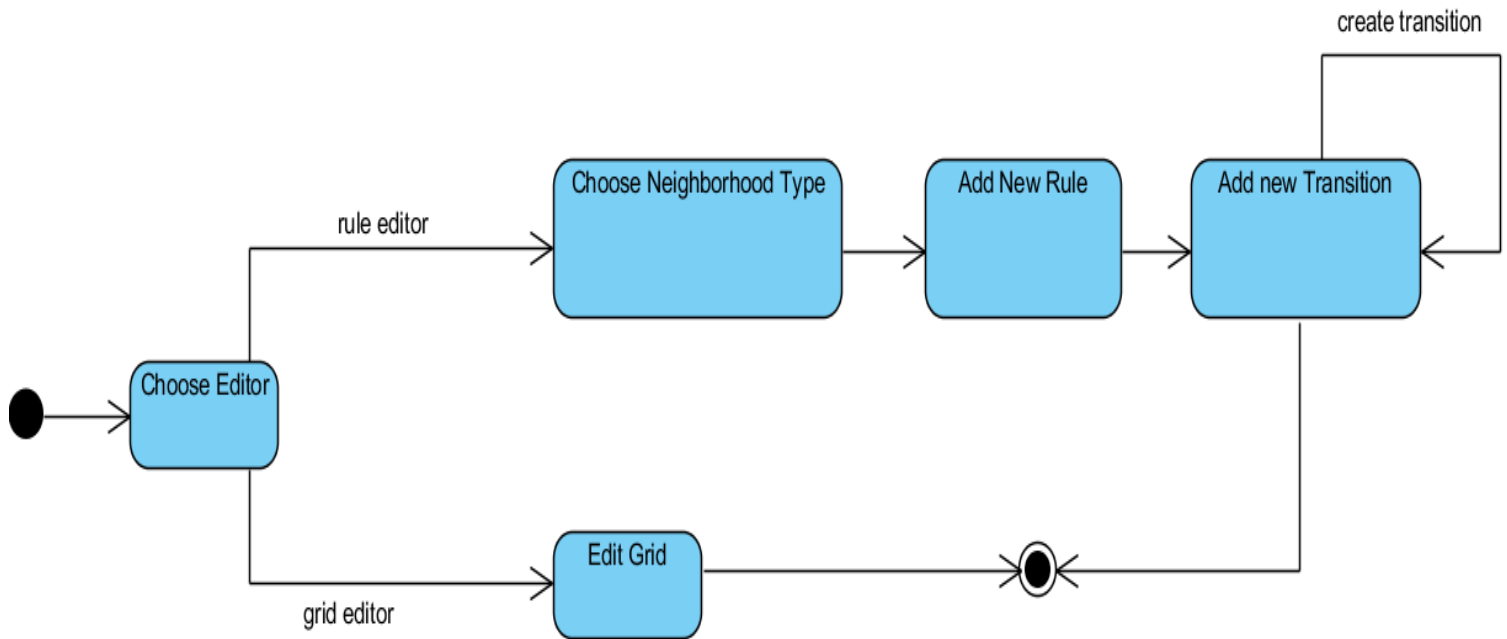 create transition
Choose Neighborhood Type
Add New Rule
Add new Transition
rule editor
Choose Editor
Edit Grid
grid editor